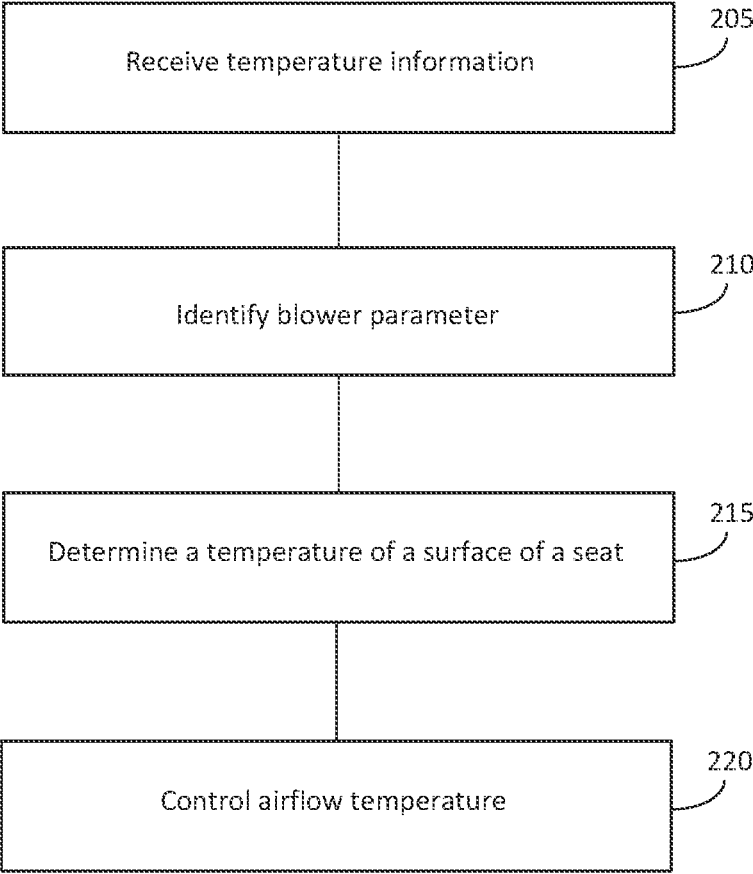 205
Receive temperature information
210
Identify blower parameter
215
Determine a temperature of a surface of a seat
220
Control airflow temperature